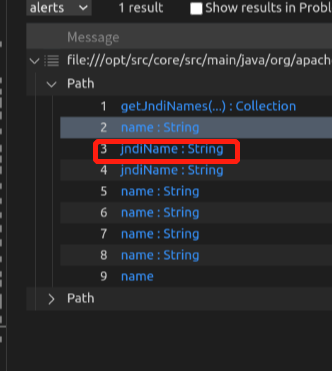 alerts 1 result Show results in Probl
Message
file:///opt/src/core/src/main/java/org/apach
Path
1 getJndiNames(...) : Collection
2 name : String
3 jndiName : String
4 jndiName : String
5 name : String
6 name : String
7 name : String
8 name : String
9 name
Path